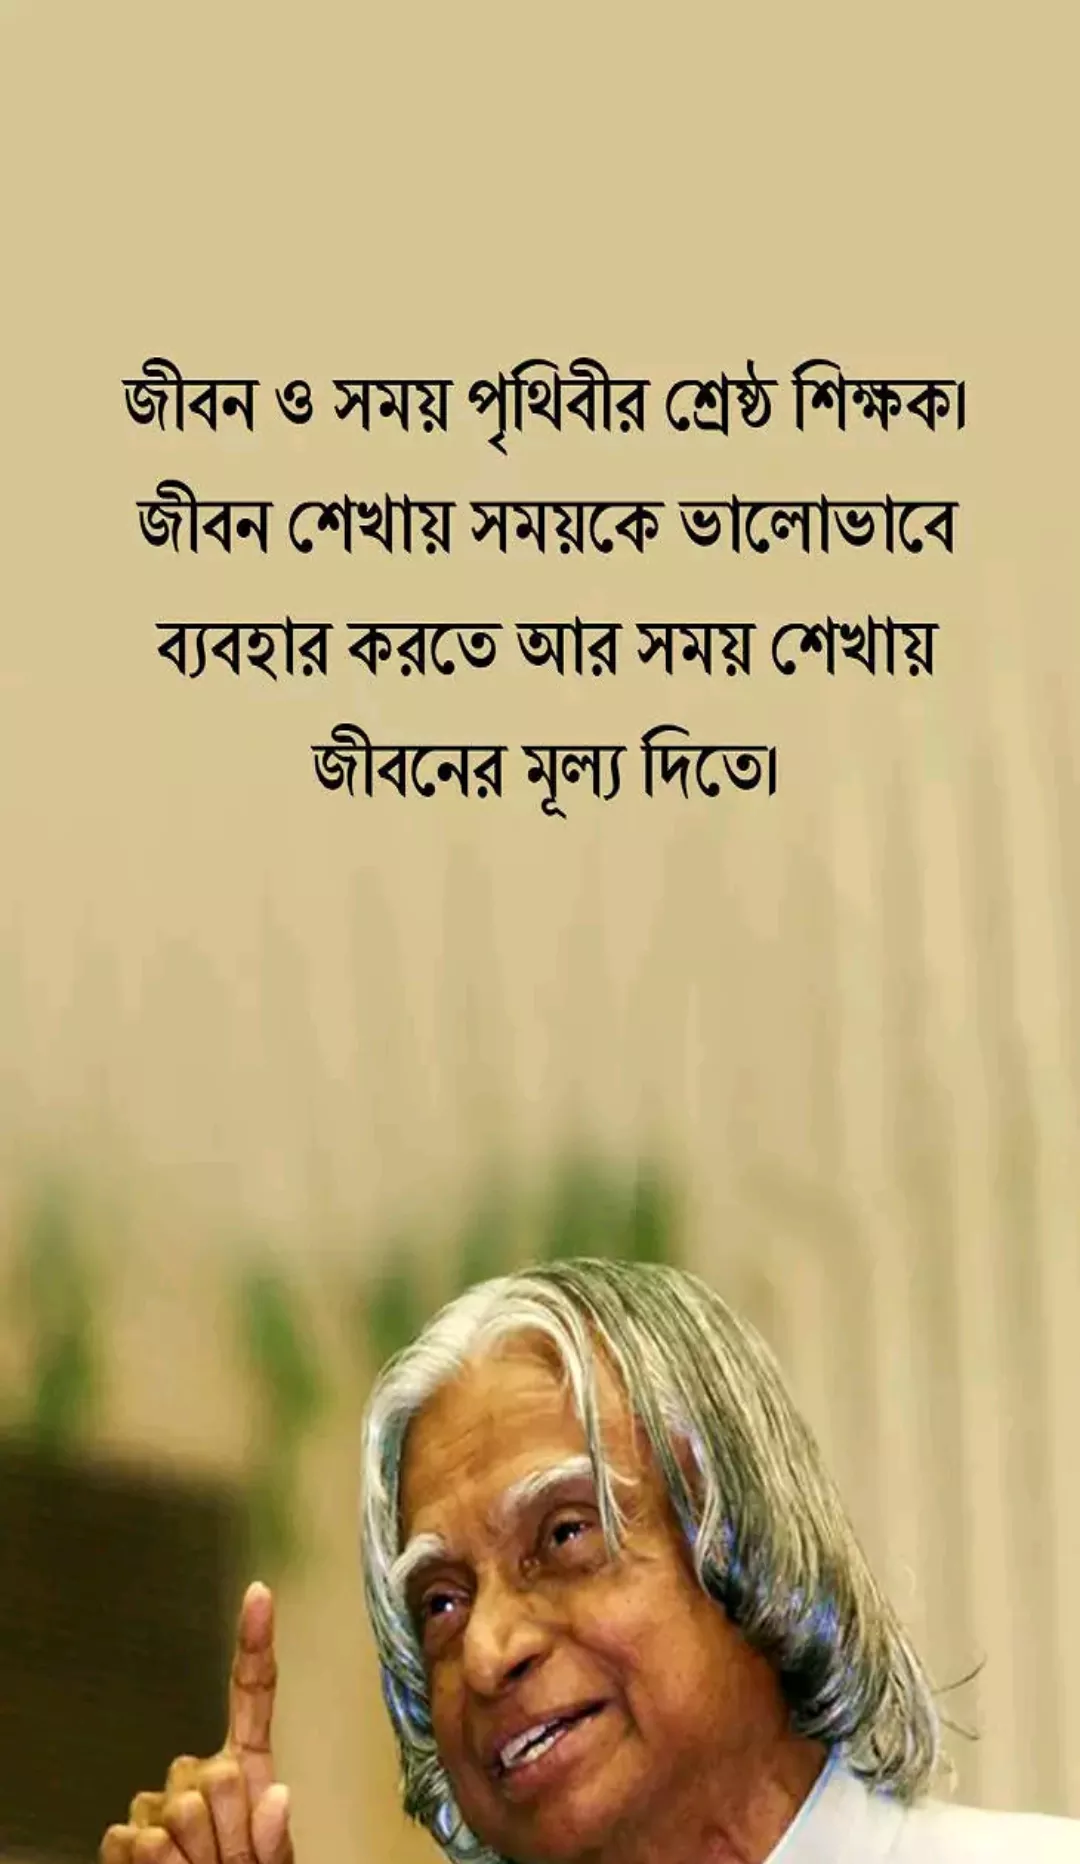 জীবন ও সময় পৃথিবীর শ্রেষ্ঠ শিক্ষক।
জীবন শেখায় সময়কে ভালোভাবে
ব্যবহার করতে আর সময় শেখায়
জীবনের মূল্য দিতে।